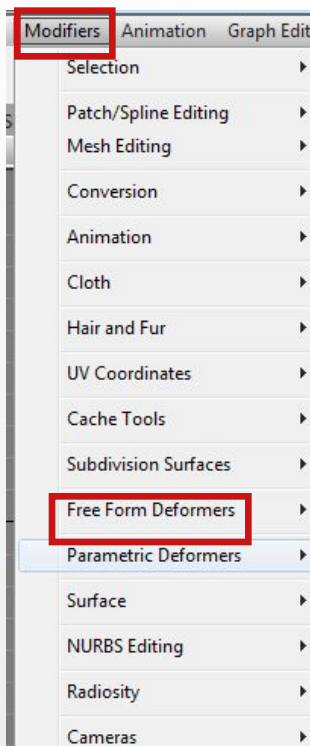 Modifiers Animation Graph Edit
Selection
Patch/Spline Editing
Mesh Editing
Conversion
Animation
Cloth
Hair and Fur
UV Coordinates
Cache Tools
Subdivision Surfaces
Free Form Deformers
Parametric Deformers
Surface
NURBS Editing
Radiosity
Cameras